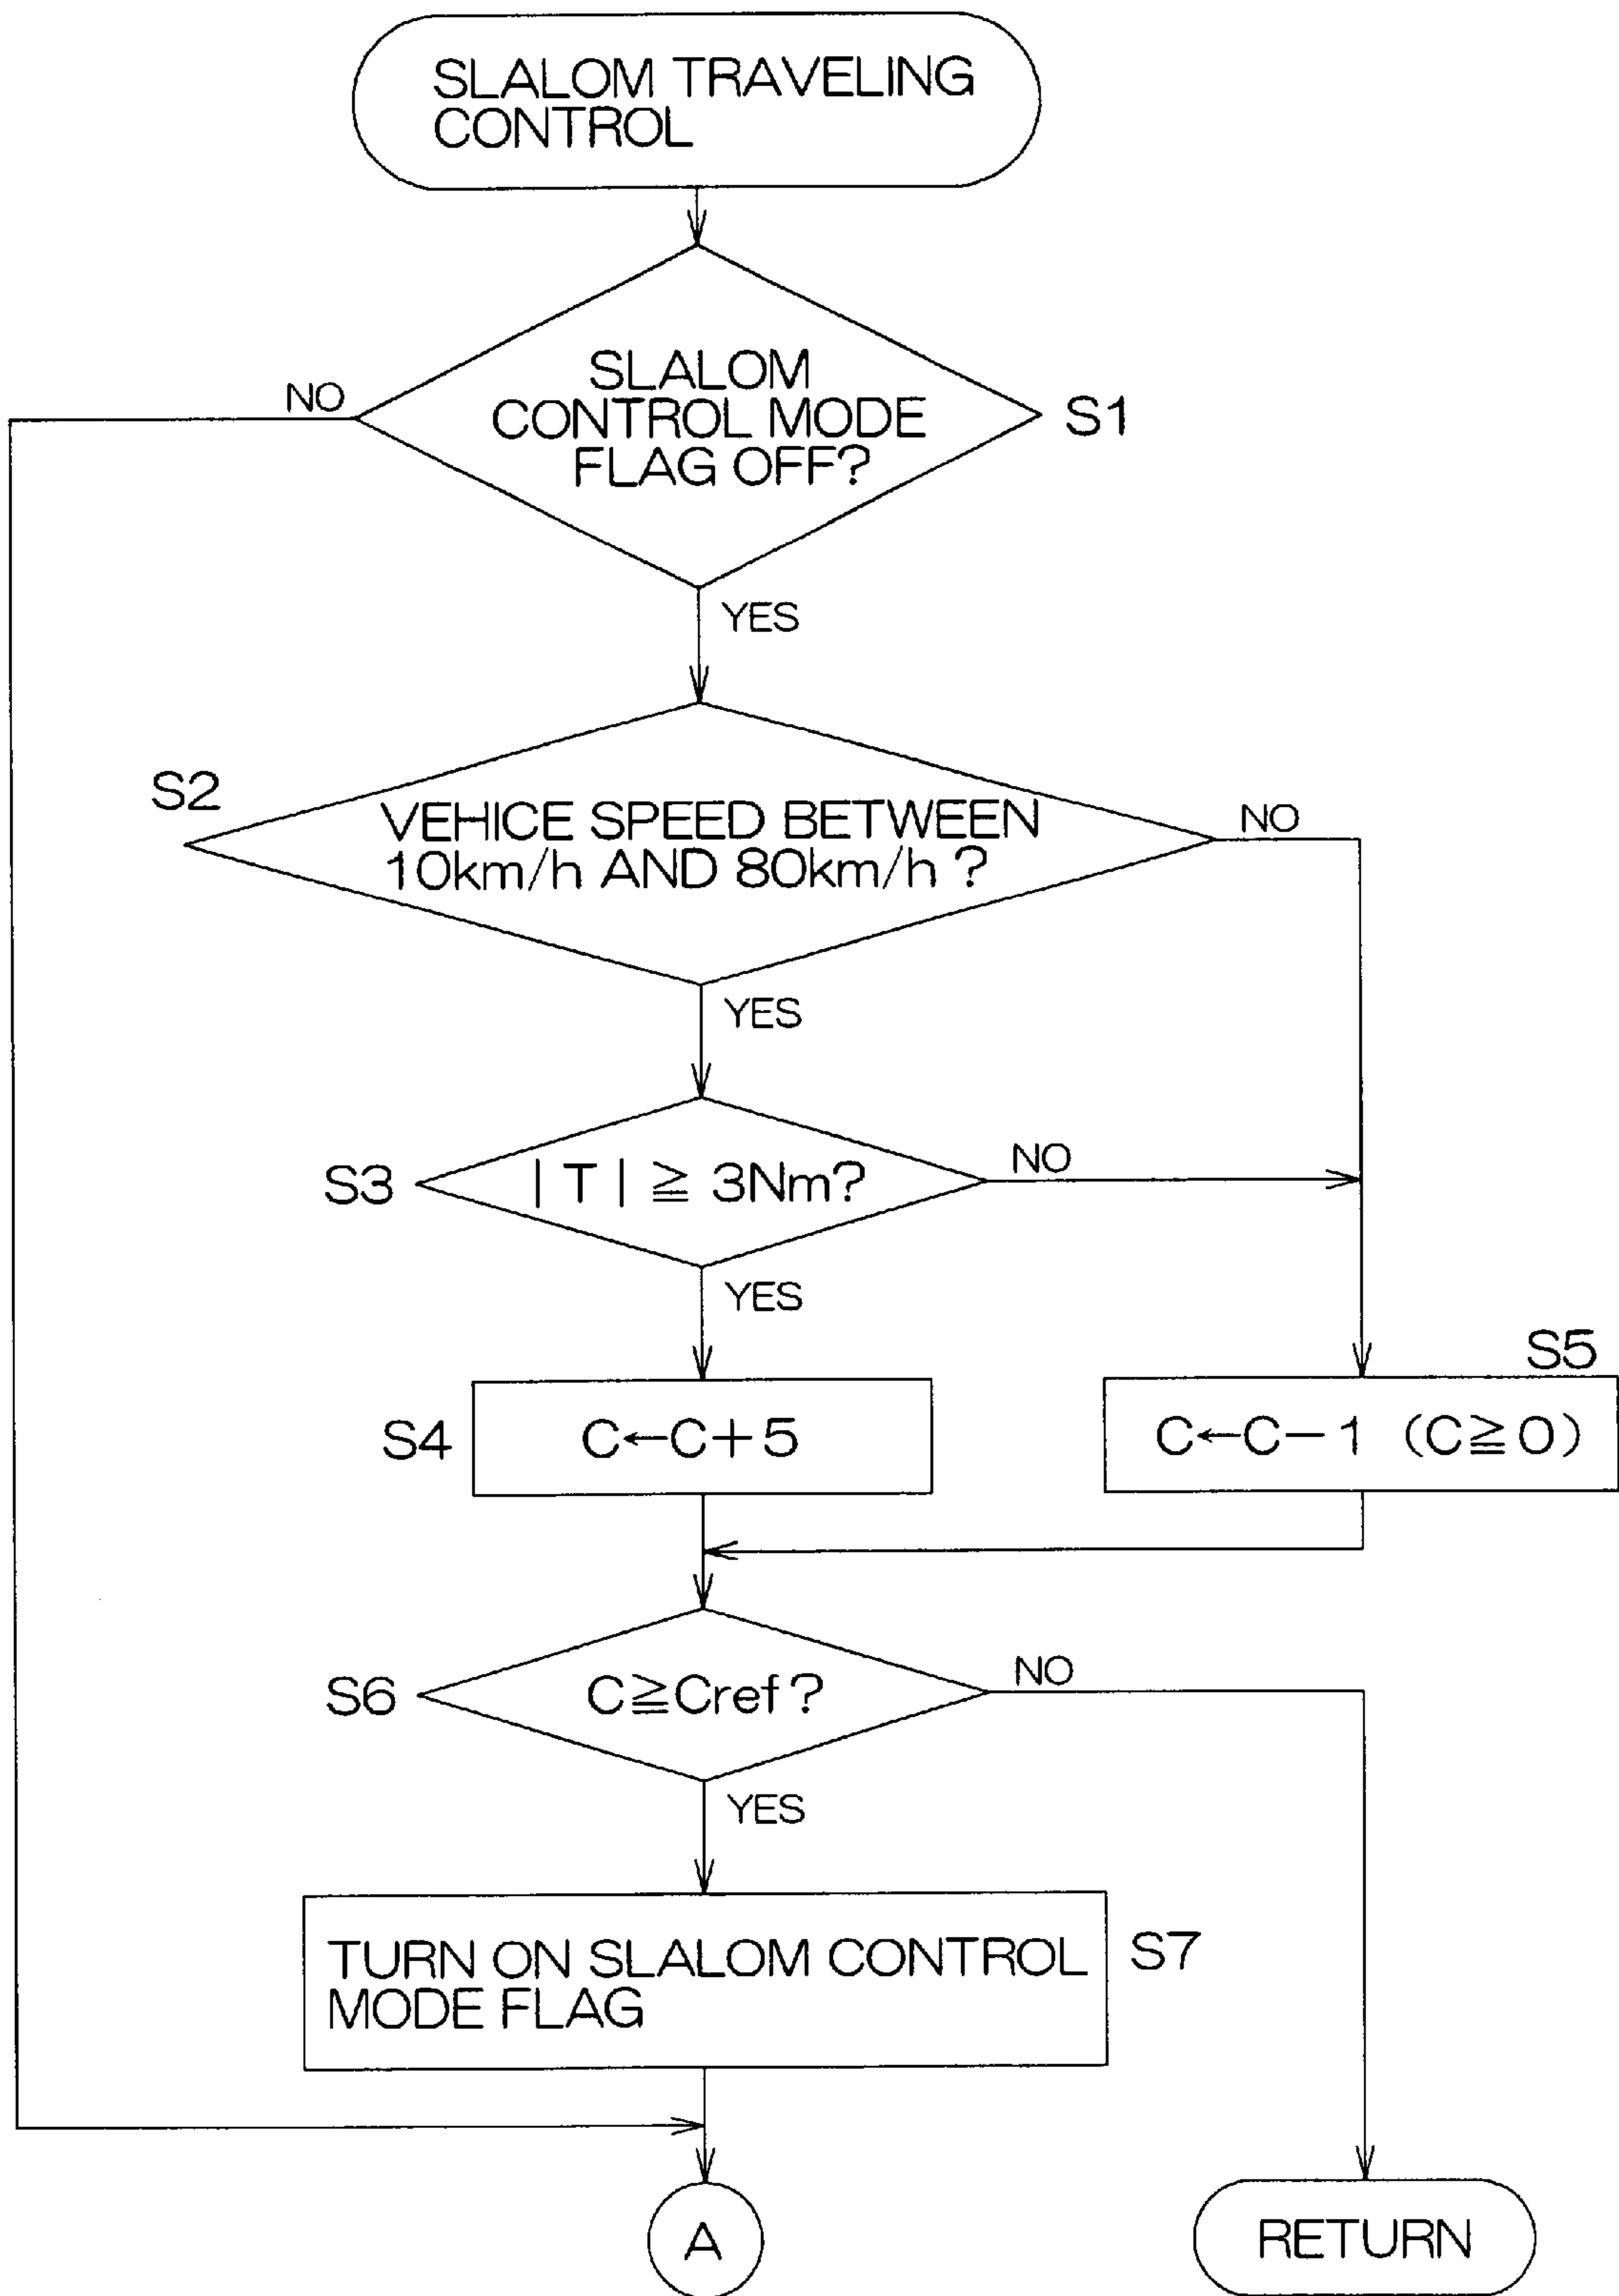 SLALOM TRAVELING
CONTROL
SLALOM
CONTROL MODE
FLAG OFF?
NO
S1
YES
S2
VEHICE SPEED BETWEEN
10km/h AND 80km/h ?
NO
YES
S3
| T | ≧ 3Nm?
NO
YES
S4
C←C+5
S5
C←C−1 (C≧0)
S6
C≧Cref?
NO
YES
TURN ON SLALOM CONTROL
MODE FLAG
S7
A
RETURN